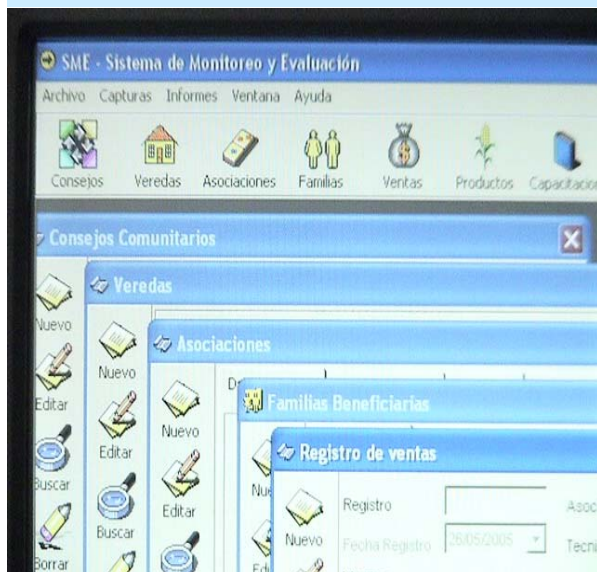 SME - Sistema de Monitoreo y Evaluación
Archivo Capturas Informes Ventana Ayuda
Consejos Veredas Asociaciones Familias Ventas Productos
Consejos Comunitarios
Veredas
Nuevo
Asociaciones
Nuevo
Editar
Familias Beneficiarias
Nuevo
Editar
Registro de ventas
Buscar
Editar
Registro
Buscar
Nuevo
Fecha Registro 26/05/2005
Borrar